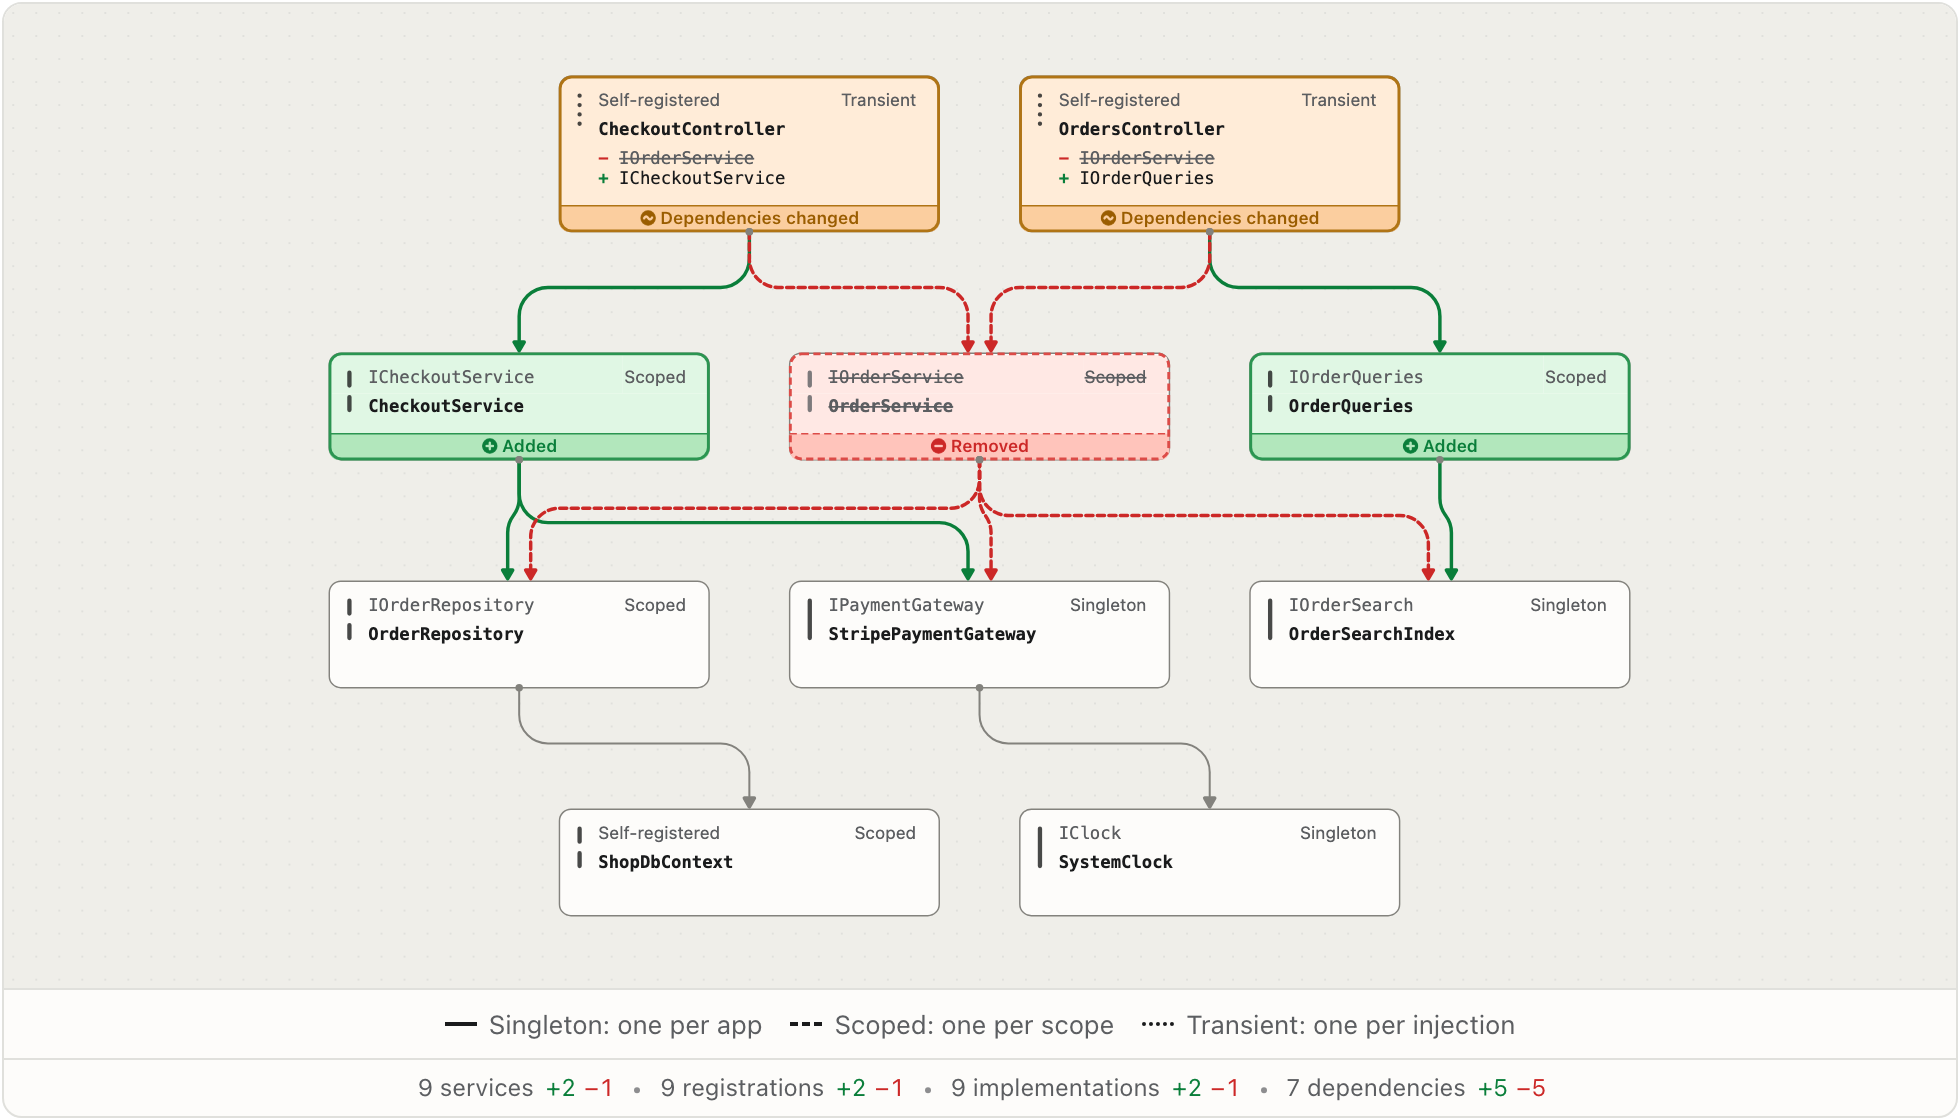 Self-registered Transient
CheckoutController
− IOrderService
+ ICheckoutService
Dependencies changed
Self-registered Transient
OrdersController
− IOrderService
+ IOrderQueries
Dependencies changed
ICheckoutService Scoped
CheckoutService
Added
IOrderService Scoped
OrderService
Removed
IOrderQueries Scoped
OrderQueries
Added
IOrderRepository Scoped
OrderRepository
IPaymentGateway Singleton
StripePaymentGateway
IOrderSearch Singleton
OrderSearchIndex
Self-registered Scoped
ShopDbContext
IClock Singleton
SystemClock
Singleton: one per app Scoped: one per scope Transient: one per injection
9 services +2 −1 • 9 registrations +2 −1 • 9 implementations +2 −1 • 7 dependencies +5 −5